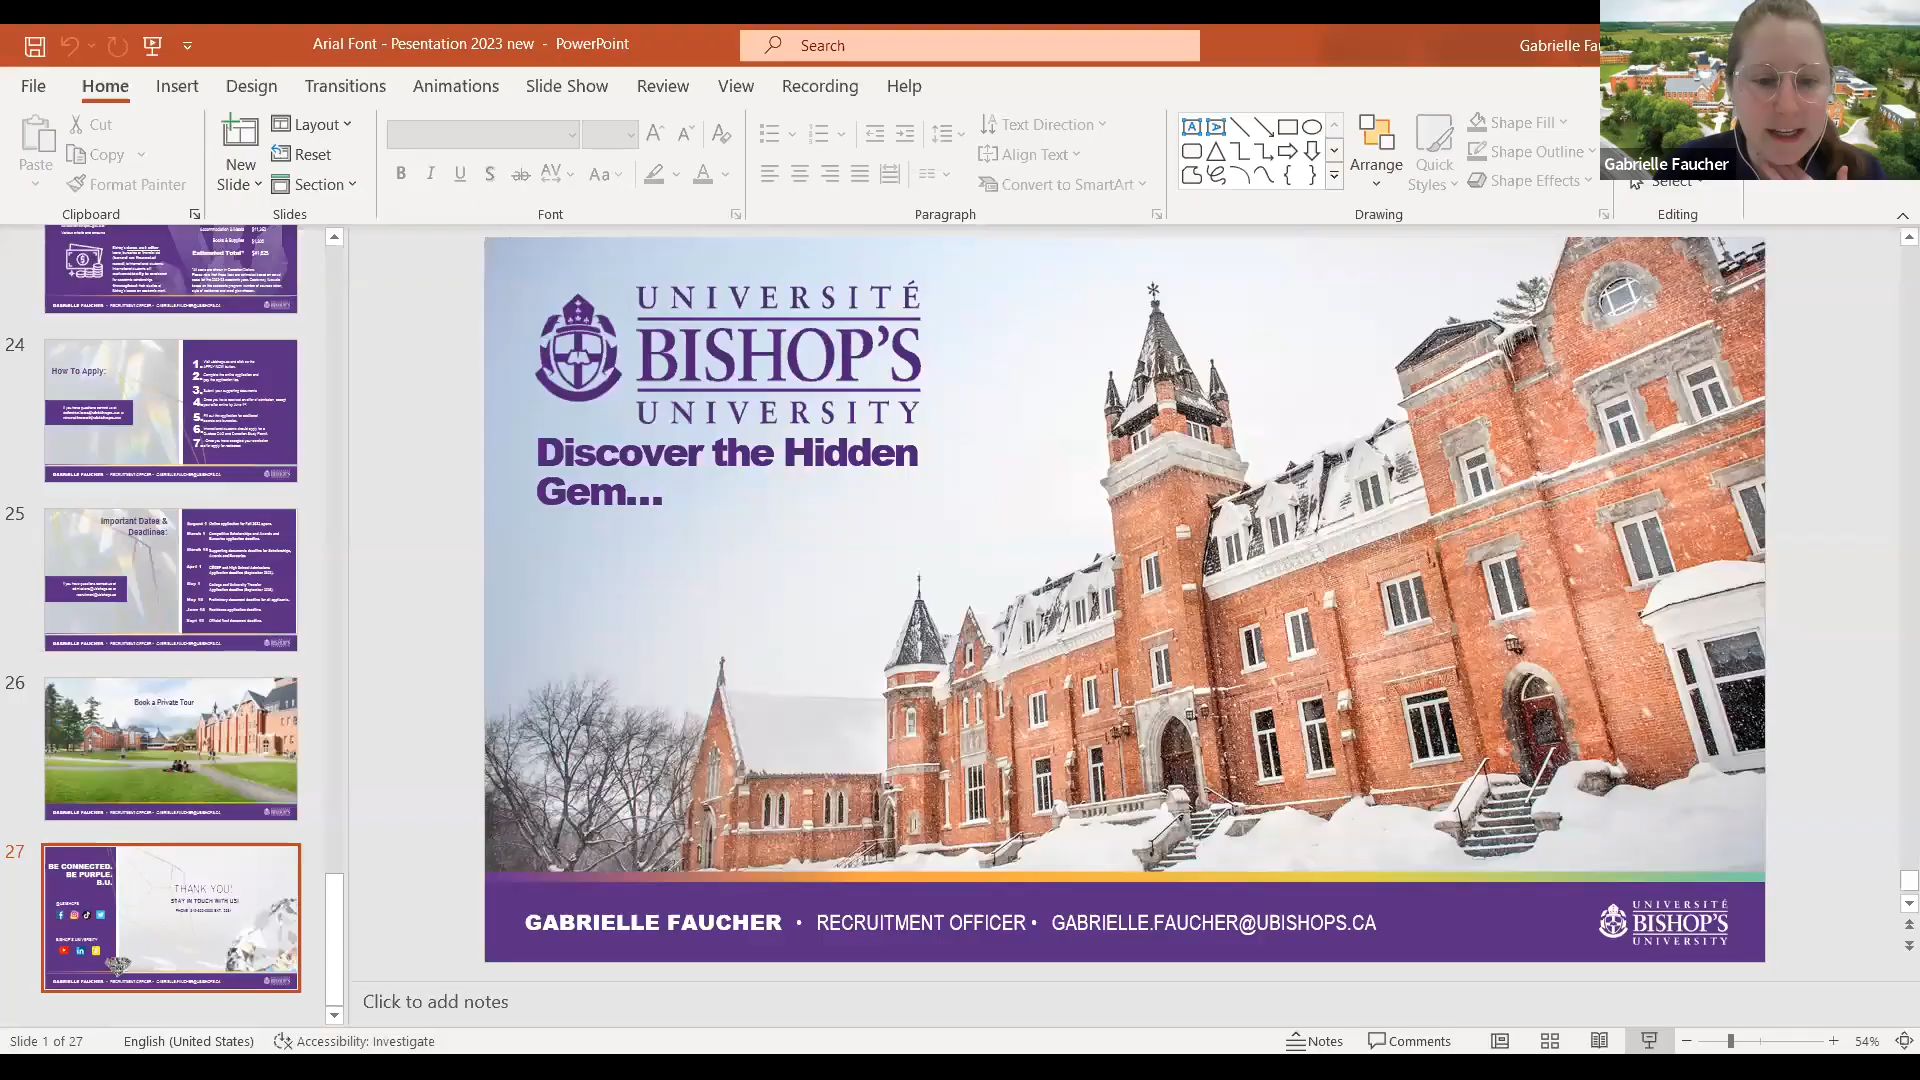 Arial Font - Pesentation 2023 new - PowerPoint
Search
Gabrielle Fa
File Home Insert Design Transitions Animations Slide Show Review View Recording Help
Paste
Cut
Copy
Format Painter
Clipboard
New Slide
Layout
Reset
Section
Slides
Font
Text Direction
Align Text
Convert to SmartArt
Paragraph
Arrange
Quick Styles
Shape Fill
Shape Outline
Shape Effects
Drawing
Select
Editing
Gabrielle Faucher
24
How To Apply:
25
Important Dates &
Deadlines:
26
Book a Private Tour
27
BE CONNECTED.
BE PURPLE.
B.U.
THANK YOU!
STAY IN TOUCH WITH US!
UNIVERSITÉ
BISHOP'S
UNIVERSITY
Discover the Hidden
Gem...
GABRIELLE FAUCHER • RECRUITMENT OFFICER • GABRIELLE.FAUCHER@UBISHOPS.CA
UNIVERSITÉ
BISHOP'S
UNIVERSITY
Click to add notes
Slide 1 of 27 English (United States) Accessibility: Investigate Notes Comments 54%